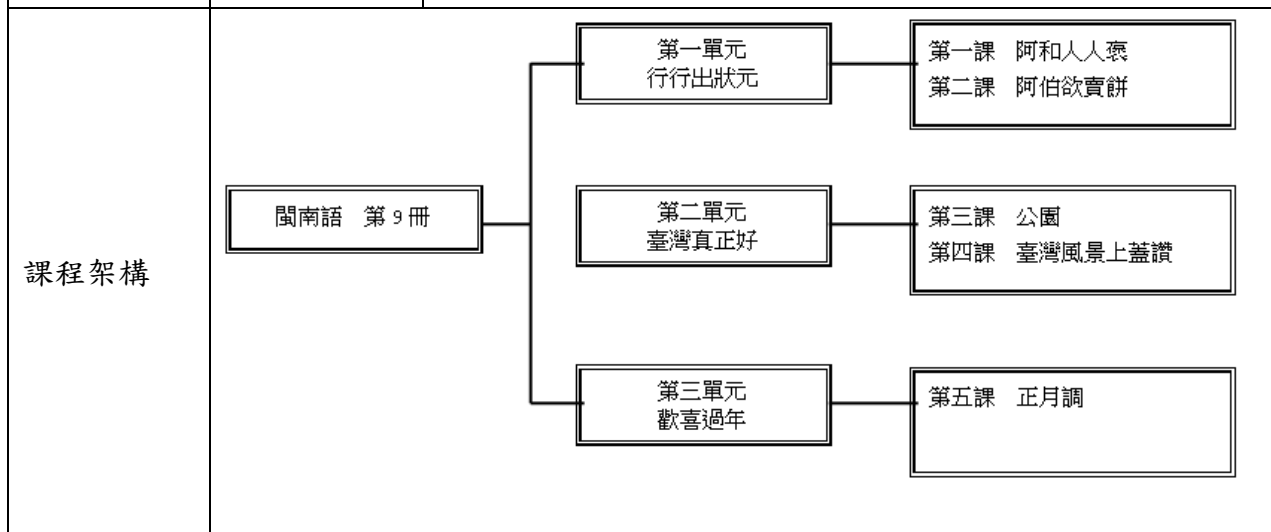 課程架構
閩南語 第9冊
第一單元
行行出狀元
第一課 阿和人人褒
第二課 阿伯欲賣餅
第二單元
臺灣真正好
第三課 公園
第四課 臺灣風景上蓋讚
第三單元
歡喜過年
第五課 正月調